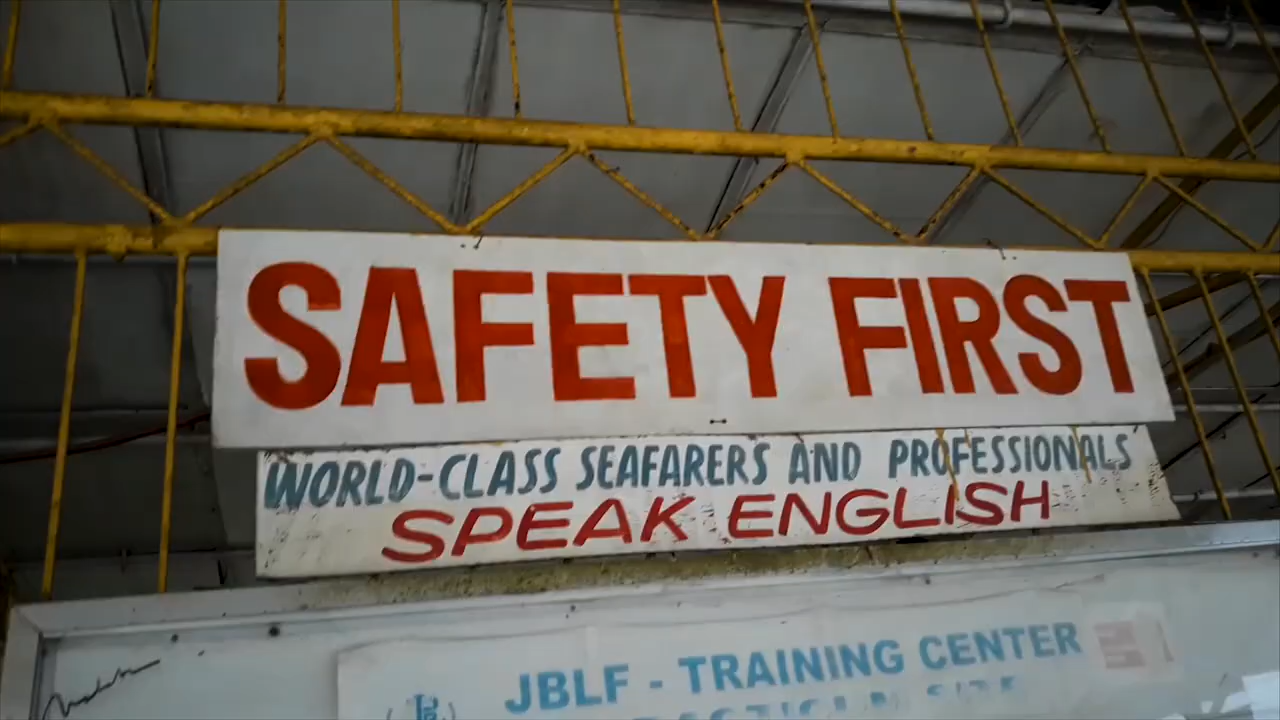 SAFETY FIRST
WORLD-CLASS SEAFARERS AND PROFESSIONALS
SPEAK ENGLISH
JBLF - TRAINING CENTER